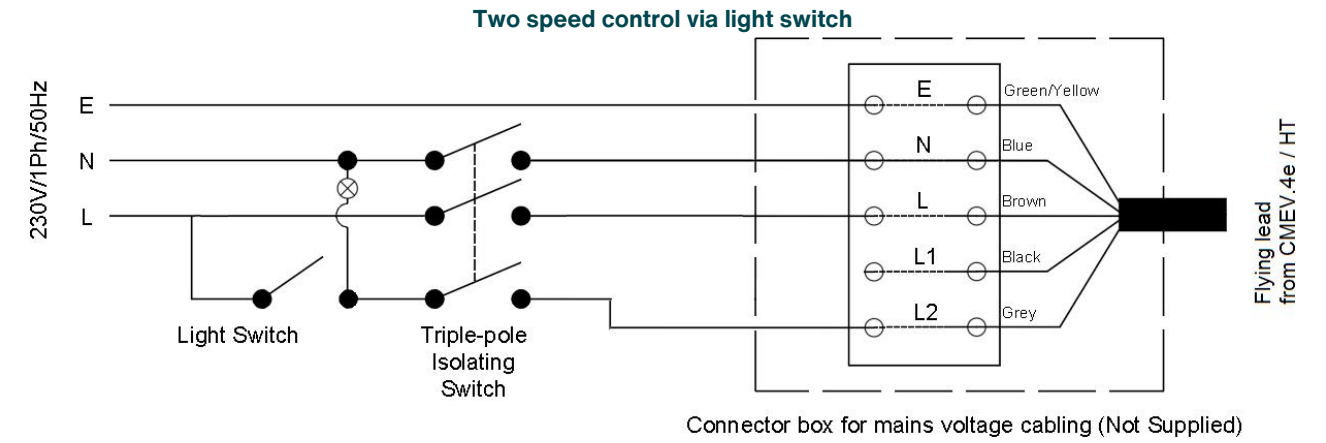 Two speed control via light switch
230V/1Ph/50Hz
E
N
L
Light Switch
Triple-pole
Isolating
Switch
E
N
L
L1
L2
Green/Yellow
Blue
Brown
Black
Grey
Flying lead
from CMEV.4e / HT
Connector box for mains voltage cabling (Not Supplied)